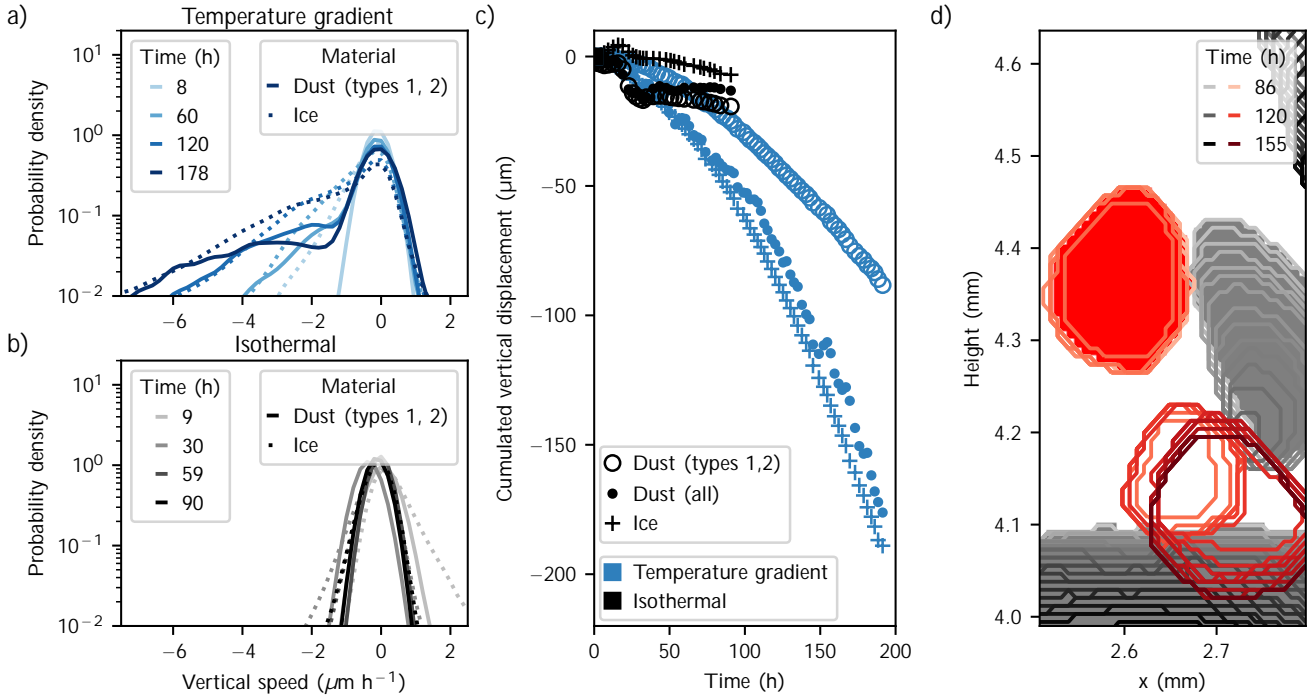 a)
Temperature gradient
Time (h)
8
60
120
178
Material
Dust (types 1, 2)
Ice
Probability density
10^1
10^0
10^-1
10^-2
−6
−4
−2
0
2
b)
Isothermal
Time (h)
9
30
59
90
Material
Dust (types 1, 2)
Ice
Probability density
10^1
10^0
10^-1
10^-2
−6
−4
−2
0
2
Vertical speed (μm h⁻¹)
c)
Cumulated vertical displacement (μm)
0
−50
−100
−150
−200
Dust (types 1,2)
Dust (all)
Ice
Temperature gradient
Isothermal
0
50
100
150
200
Time (h)
d)
Height (mm)
4.6
4.5
4.4
4.3
4.2
4.1
4.0
Time (h)
86
120
155
2.6
2.7
x (mm)